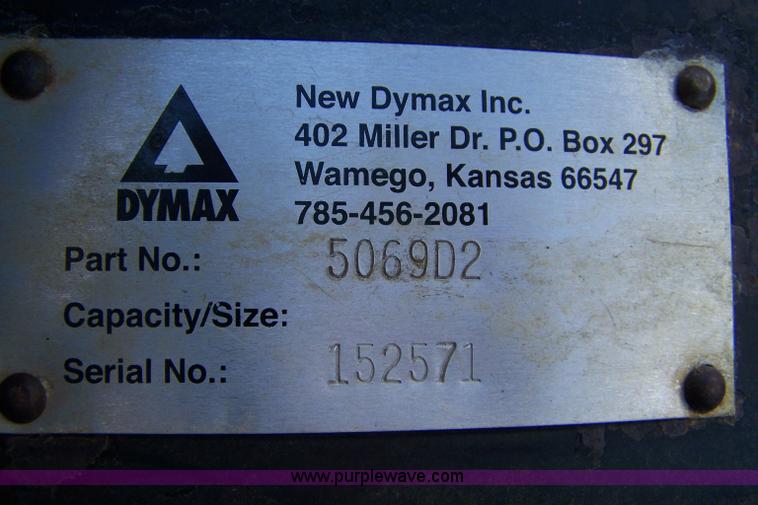 DYMAX
New Dymax Inc.
402 Miller Dr. P.O. Box 297
Wamego, Kansas 66547
785-456-2081
Part No.: 5069D2
Capacity/Size:
Serial No.: 152571
www.purplewave.com